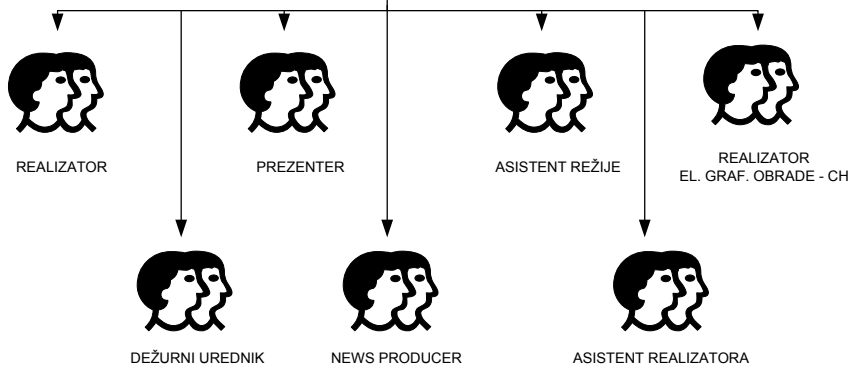 REALIZATOR
PREZENTER
ASISTENT REŽIJE
REALIZATOR
EL. GRAF. OBRADE - CH
DEŽURNI UREDNIK
NEWS PRODUCER
ASISTENT REALIZATORA